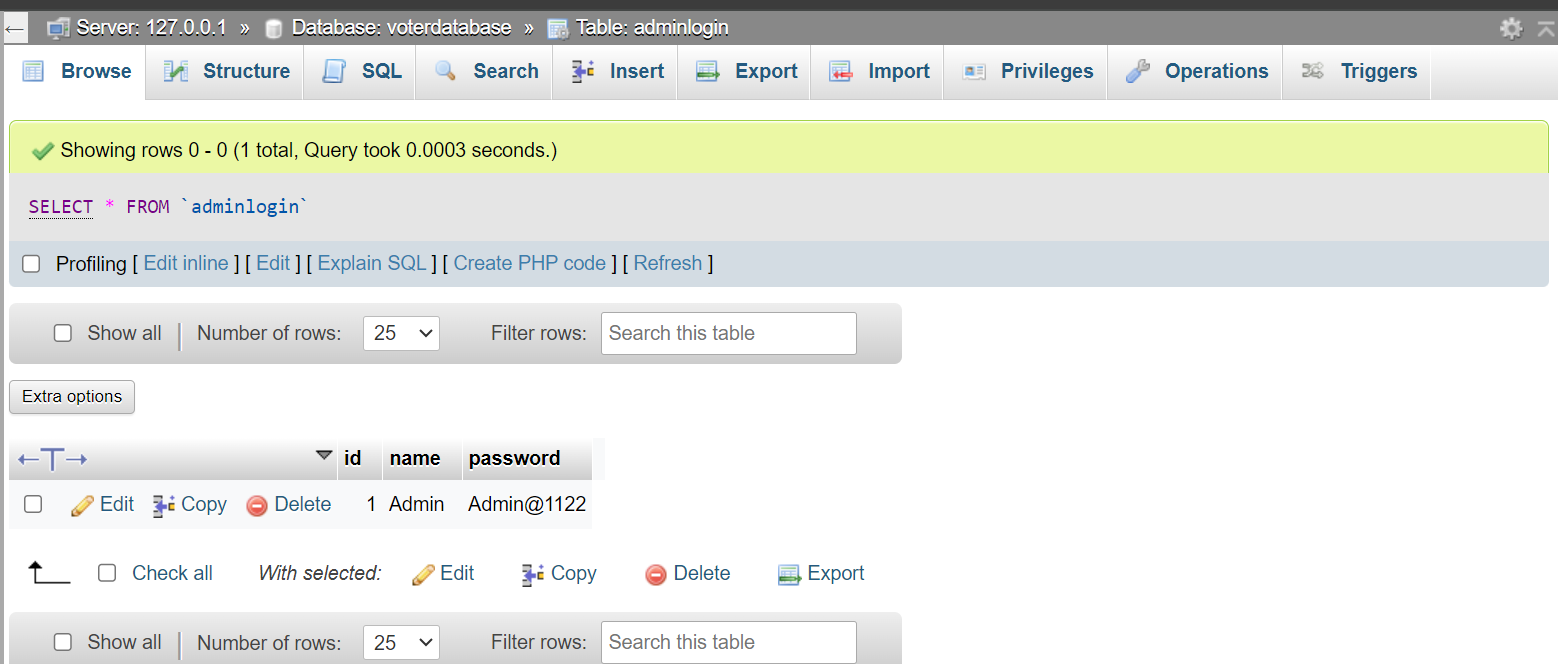 Server: 127.0.0.1 » Database: voterdatabase » Table: adminlogin
Browse Structure SQL Search Insert Export Import Privileges Operations Triggers
Showing rows 0 - 0 (1 total, Query took 0.0003 seconds.)
SELECT * FROM `adminlogin`
Profiling [ Edit inline ] [ Edit ] [ Explain SQL ] [ Create PHP code ] [ Refresh ]
Show all | Number of rows: 25 Filter rows: Search this table
Extra options
←T→ id name password
Edit Copy Delete 1 Admin Admin@1122
Check all With selected: Edit Copy Delete Export
Show all | Number of rows: 25 Filter rows: Search this table